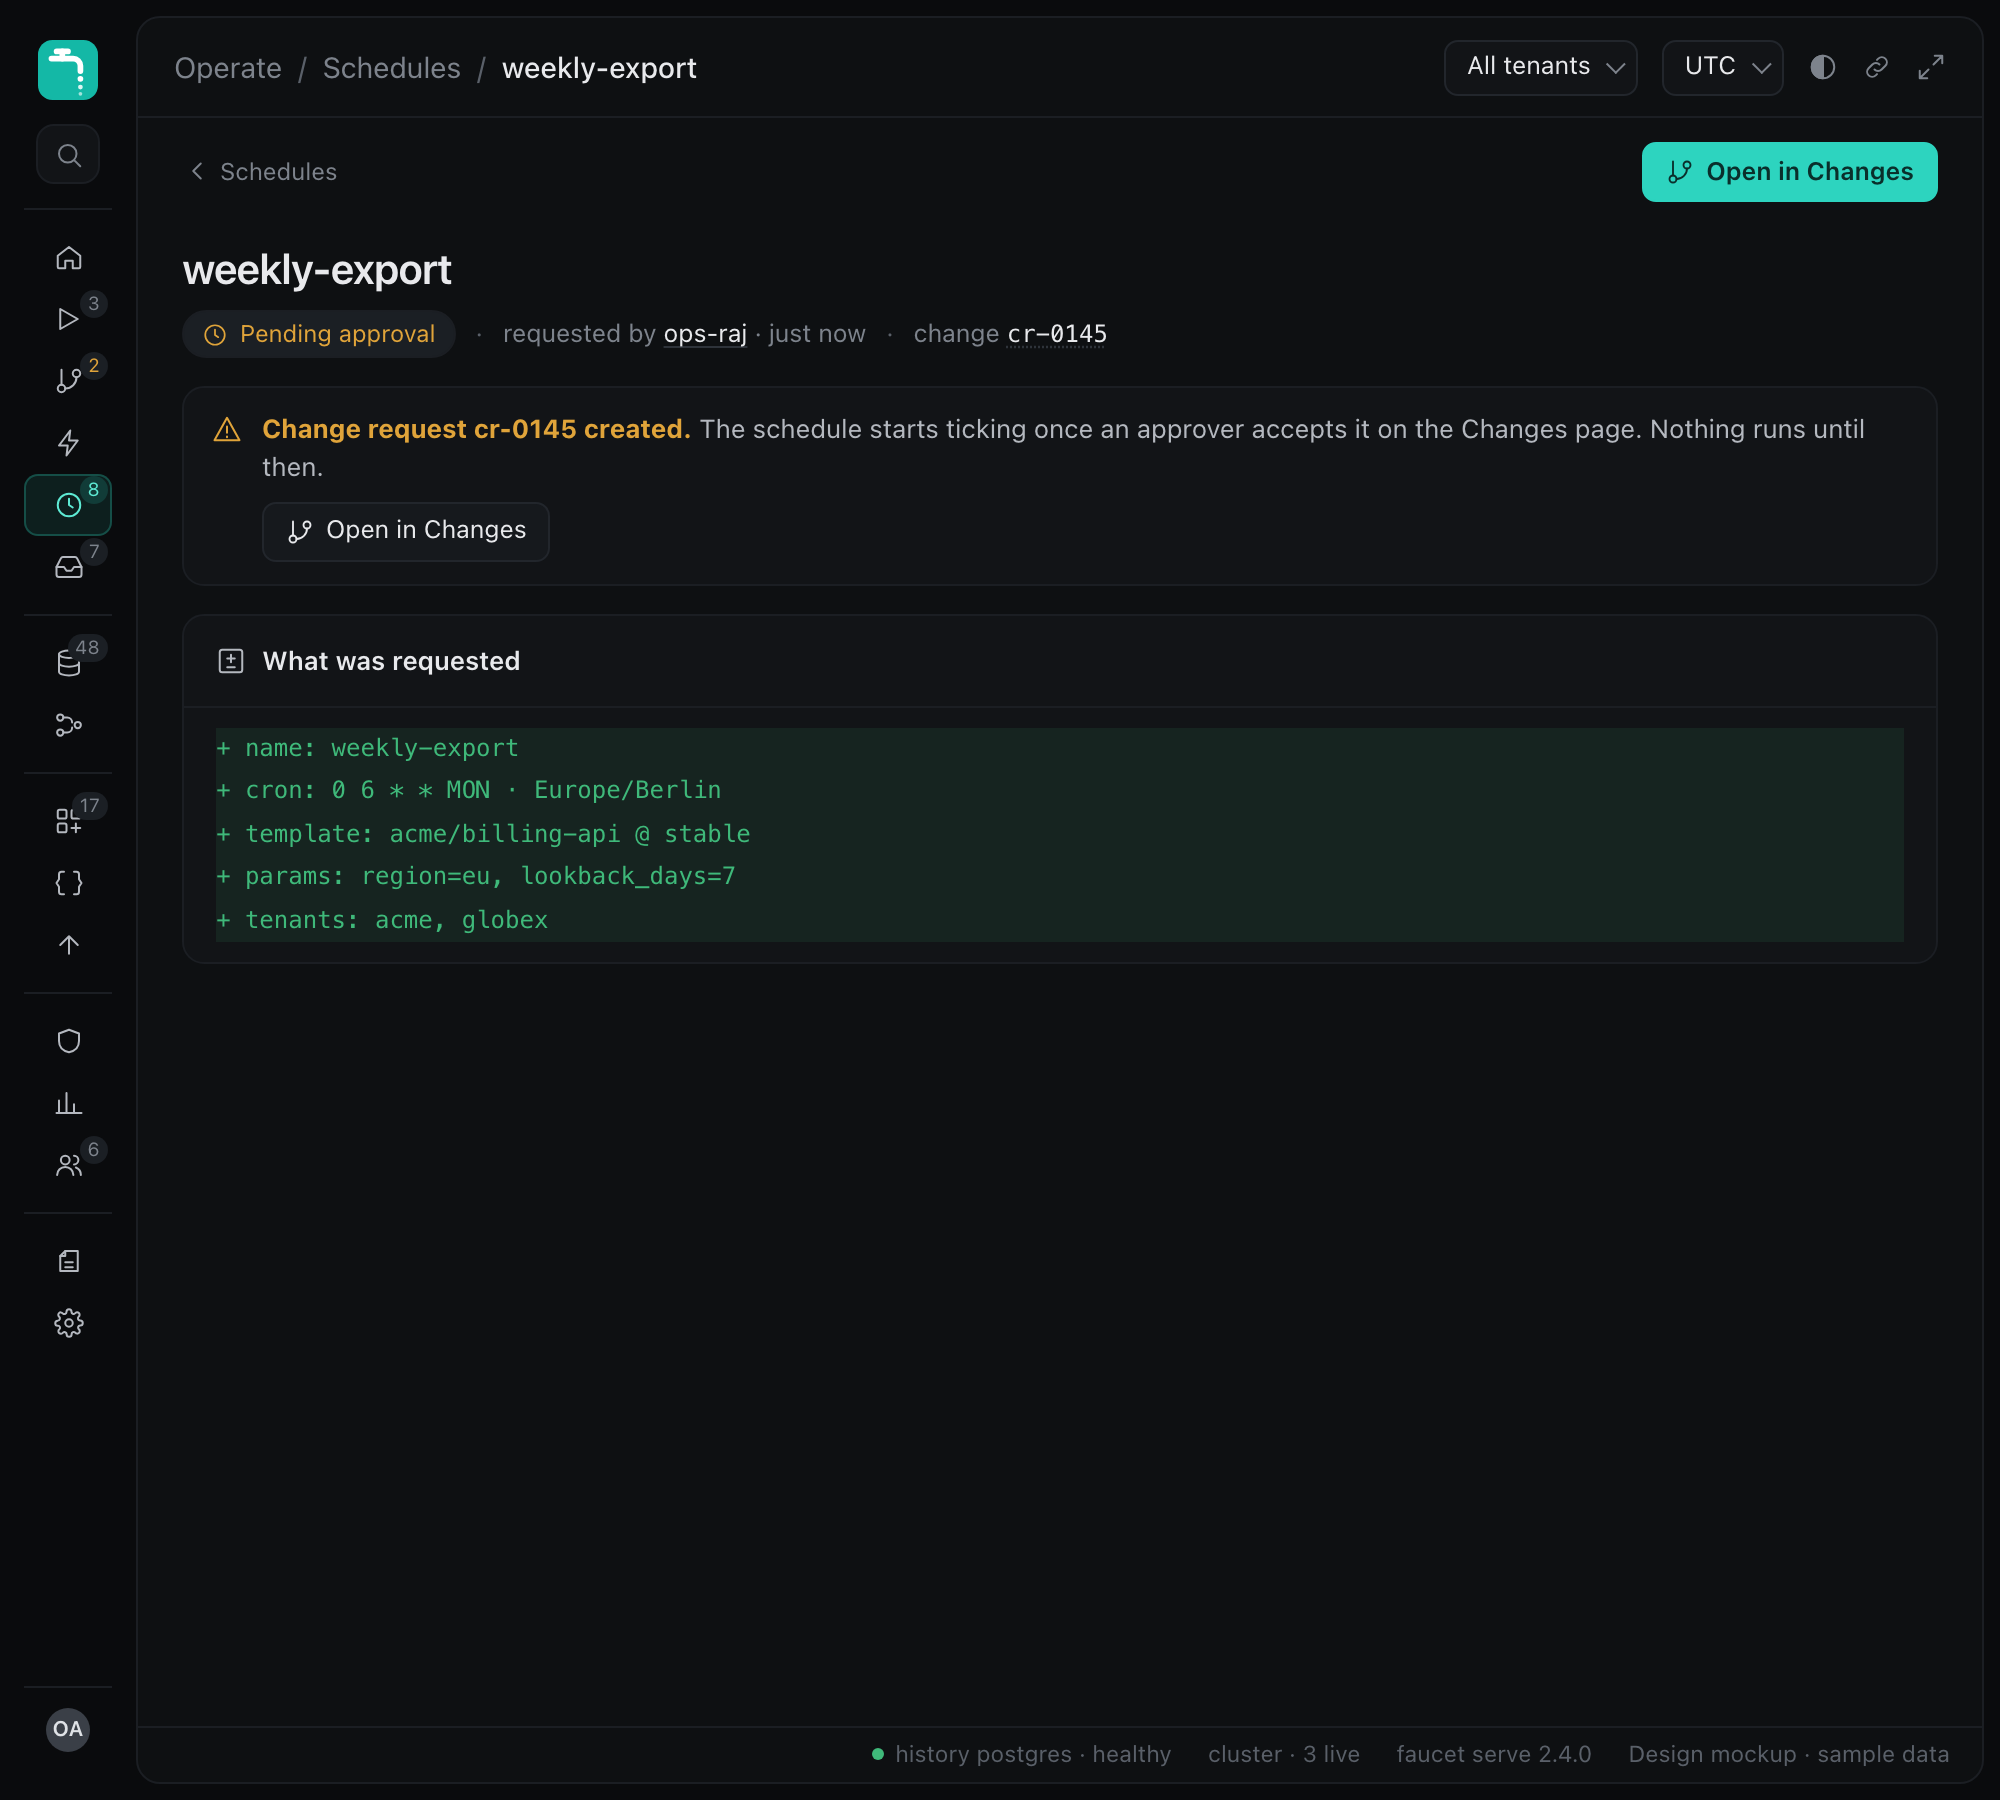 Operate / Schedules / weekly-export
All tenants
UTC
Schedules
Open in Changes
weekly-export
Pending approval · requested by ops-raj · just now · change cr-0145
Change request cr-0145 created. The schedule starts ticking once an approver accepts it on the Changes page. Nothing runs until
then.
Open in Changes
What was requested
+ name: weekly-export
+ cron: 0 6 * * MON · Europe/Berlin
+ template: acme/billing-api @ stable
+ params: region=eu, lookback_days=7
+ tenants: acme, globex
3
2
8
7
48
17
6
OA
history postgres · healthy
cluster · 3 live
faucet serve 2.4.0
Design mockup · sample data